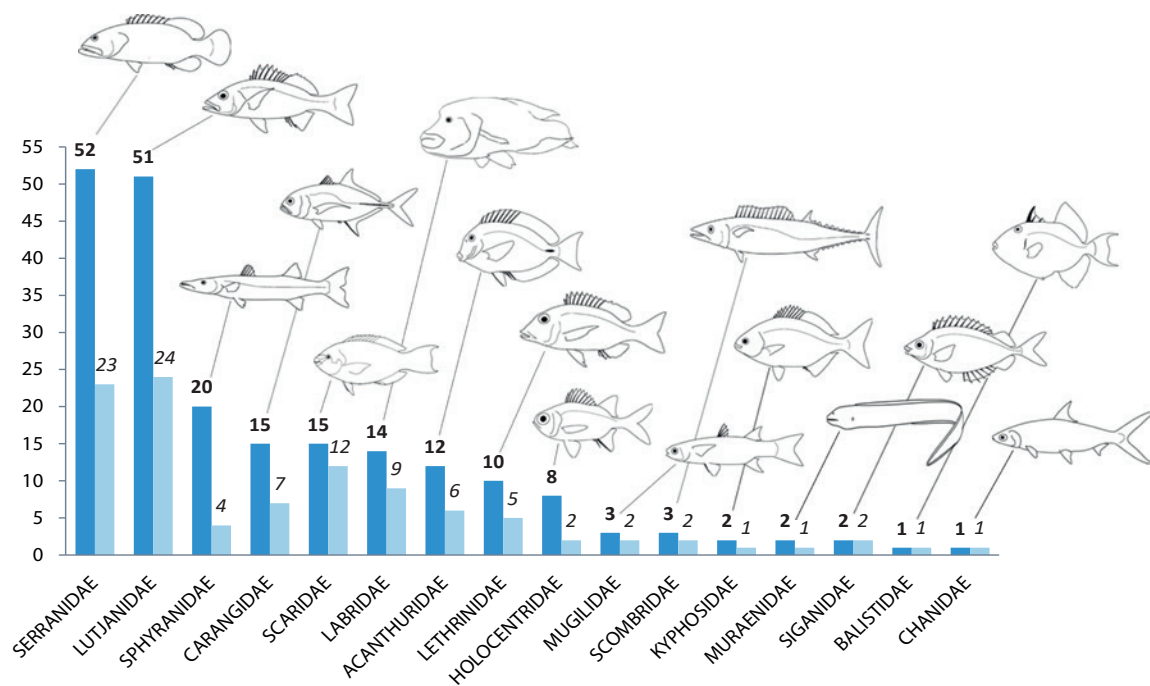 55
50
45
40
35
30
25
20
15
10
5
0
52
23
51
24
20
4
15
7
15
12
14
9
12
6
10
5
8
2
3
2
3
2
2
1
2
1
2
2
1
1
1
1
SERRANIDAE
LUTJANIDAE
SPHYRANIDAE
CARANGIDAE
SCARIDAE
LABRIDAE
ACANTHURIDAE
LETHRINIDAE
HOLOCENTRIDAE
MUGILIDAE
SCOMBRIDAE
KYPHOSIDAE
MURAENIDAE
SIGANIDAE
BALISTIDAE
CHANIDAE